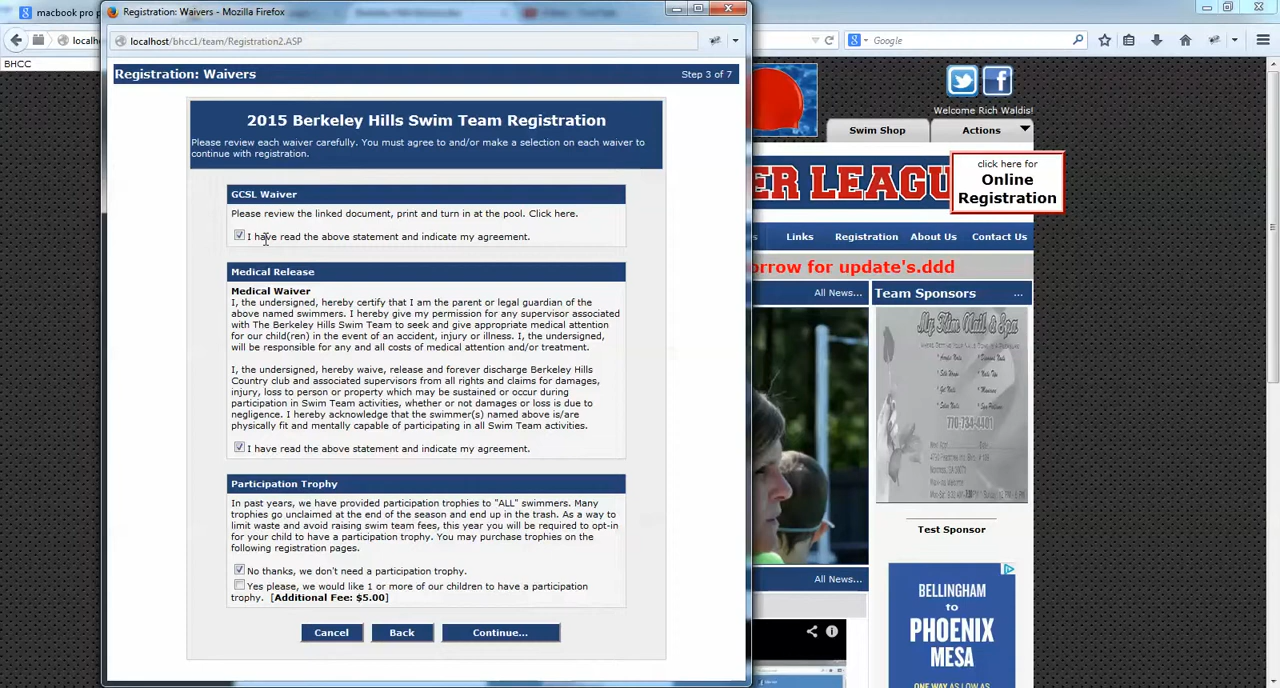 Registration: Waivers - Mozilla Firefox
macbook pro
localhost/bhcc1/team/Registration2.ASP
Google
BHCC
Registration: Waivers
Step 3 of 7
2015 Berkeley Hills Swim Team Registration
Please review each waiver carefully. You must agree to and/or make a selection on each waiver to
continue with registration.
GCSL Waiver
Please review the linked document, print and turn in at the pool. Click here.
I have read the above statement and indicate my agreement.
Medical Release
Medical Waiver
I, the undersigned, hereby certify that I am the parent or legal guardian of the
above named swimmers. I hereby give my permission for any supervisor associated
with The Berkeley Hills Swim Team to seek and give appropriate medical attention
for our child(ren) in the event of an accident, injury or illness. I, the undersigned,
will be responsible for any and all costs of medical attention and/or treatment.
I, the undersigned, hereby waive, release and forever discharge Berkeley Hills
Country club and associated supervisors from all rights and claims for damages,
injury, loss to person or property which may be sustained or occur during
participation in Swim Team activities, whether or not damages or loss is due to
negligence. I hereby acknowledge that the swimmer(s) named above is/are
physically fit and mentally capable of participating in all Swim Team activities.
I have read the above statement and indicate my agreement.
Participation Trophy
In past years, we have provided participation trophies to "ALL" swimmers. Many
trophies go unclaimed at the end of the season and end up in the trash. As a way to
limit waste and avoid raising swim team fees, this year you will be required to opt-in
for your child to have a participation trophy. You may purchase trophies on the
following registration pages.
No thanks, we don't need a participation trophy.
Yes please, we would like 1 or more of our children to have a participation
trophy. [Additional Fee: $5.00]
Cancel
Back
Continue...
Welcome Rich Waldis!
Swim Shop
Actions
ER LEAGU
click here for
Online
Registration
Links
Registration
About Us
Contact Us
orrow for update's.ddd
All News...
Team Sponsors
...
Nail & Spa
770-734-4401
Test Sponsor
All News...
BELLINGHAM
to
PHOENIX
MESA
ONE WAY AS LOW AS